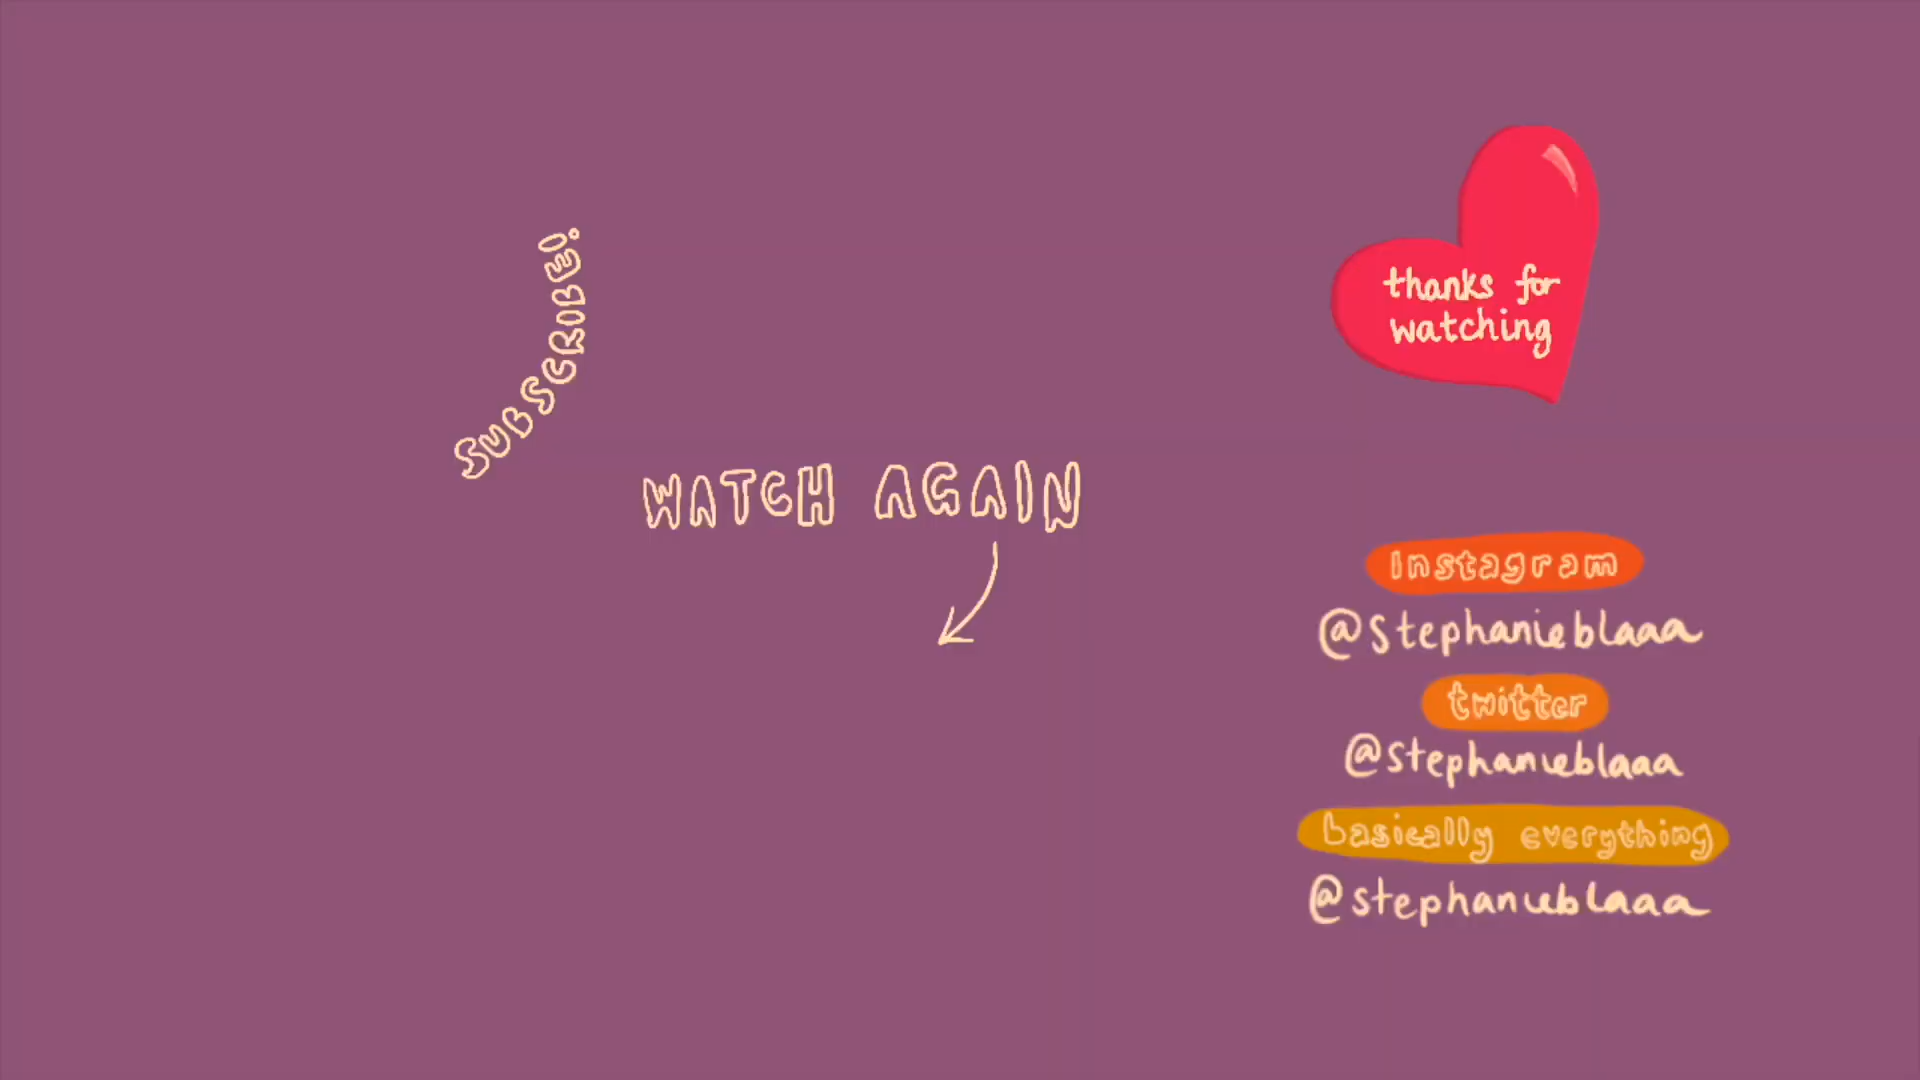 SUBSCRIBE!
WATCH AGAIN
thanks for
watching
instagram
@stephanieblaaa
twitter
@stephanieblaaa
basically everything
@stephanieblaaa